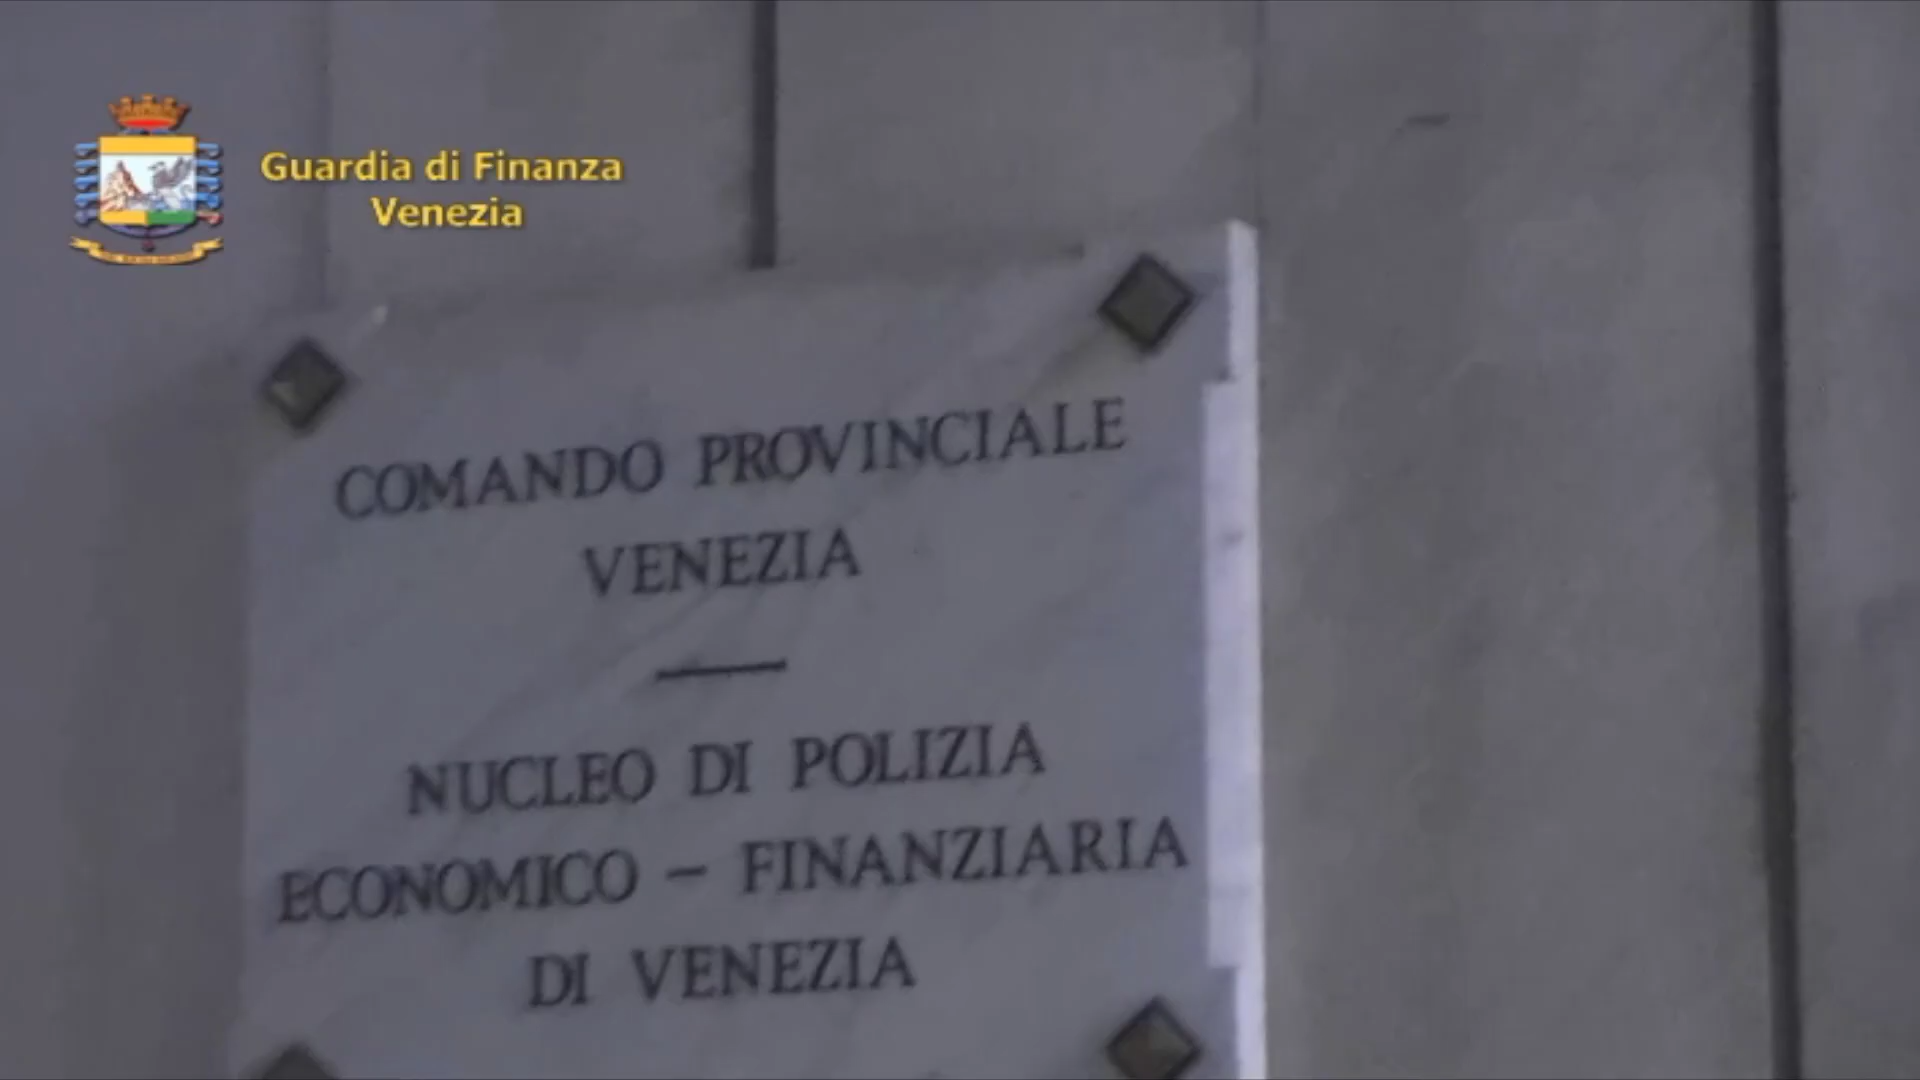 Guardia di Finanza
Venezia
COMANDO PROVINCIALE
VENEZIA
NUCLEO DI POLIZIA
ECONOMICO - FINANZIARIA
DI VENEZIA